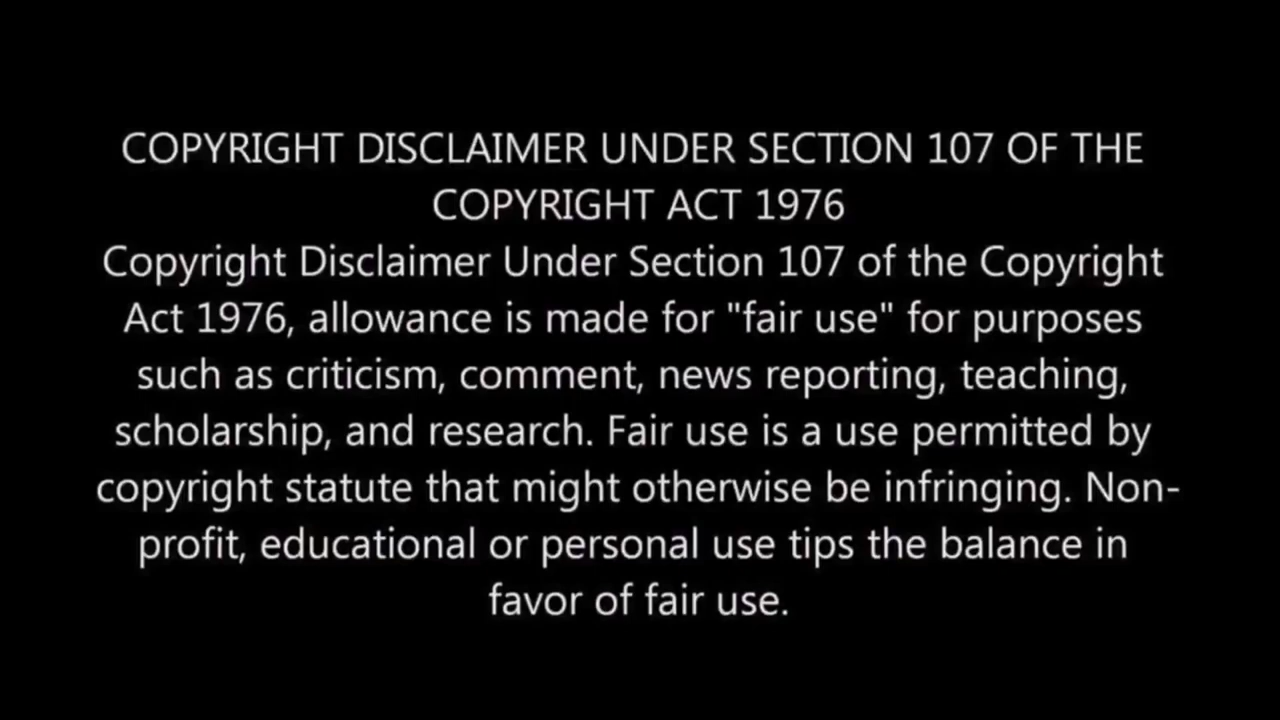 COPYRIGHT DISCLAIMER UNDER SECTION 107 OF THE
COPYRIGHT ACT 1976
Copyright Disclaimer Under Section 107 of the Copyright
Act 1976, allowance is made for "fair use" for purposes
such as criticism, comment, news reporting, teaching,
scholarship, and research. Fair use is a use permitted by
copyright statute that might otherwise be infringing. Non-
profit, educational or personal use tips the balance in
favor of fair use.